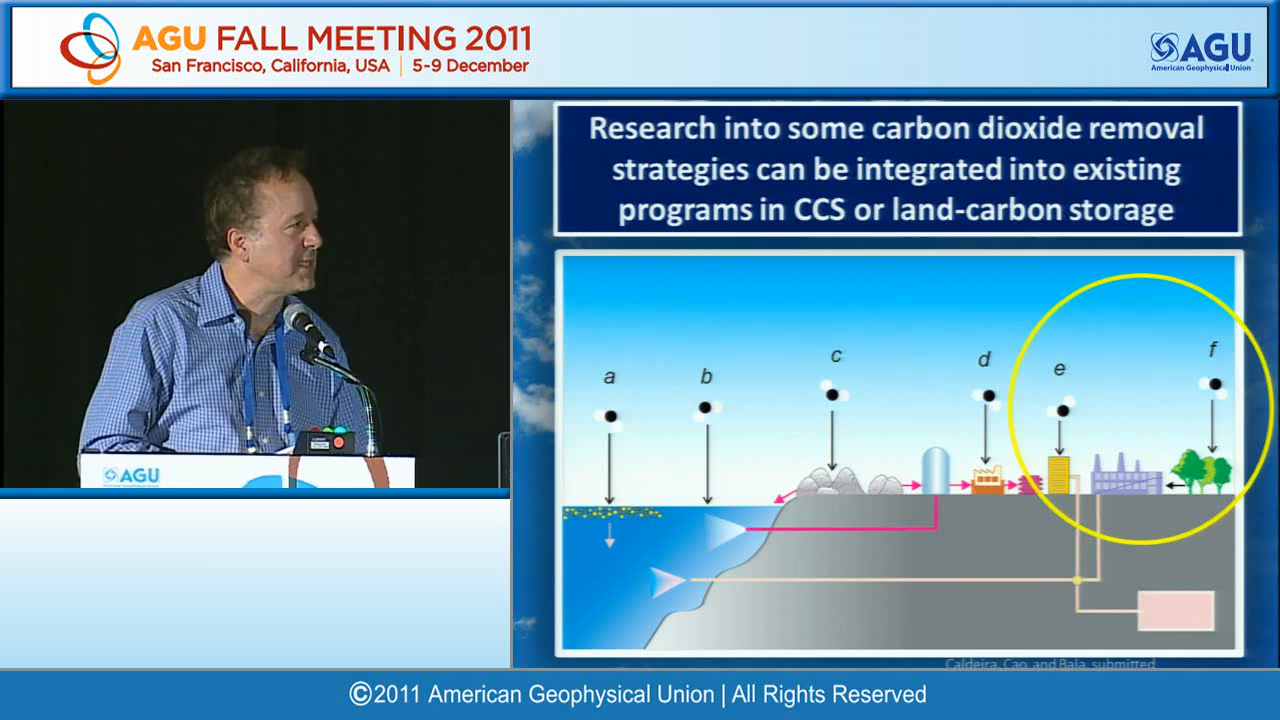 AGU FALL MEETING 2011
San Francisco, California, USA | 5-9 December
AGU
American Geophysical Union
Research into some carbon dioxide removal
strategies can be integrated into existing
programs in CCS or land-carbon storage
a
b
c
d
e
f
AGU
Caldeira, Cao, and Bala, submitted
©2011 American Geophysical Union | All Rights Reserved